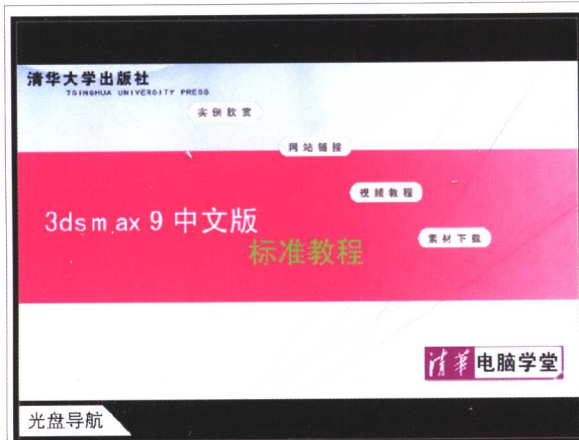 清华大学出版社
TSINGHUA UNIVERSITY PRESS
实例欣赏
网站链接
视频教程
3dsmax 9 中文版
素材下载
标准教程
清华 电脑学堂
光盘导航